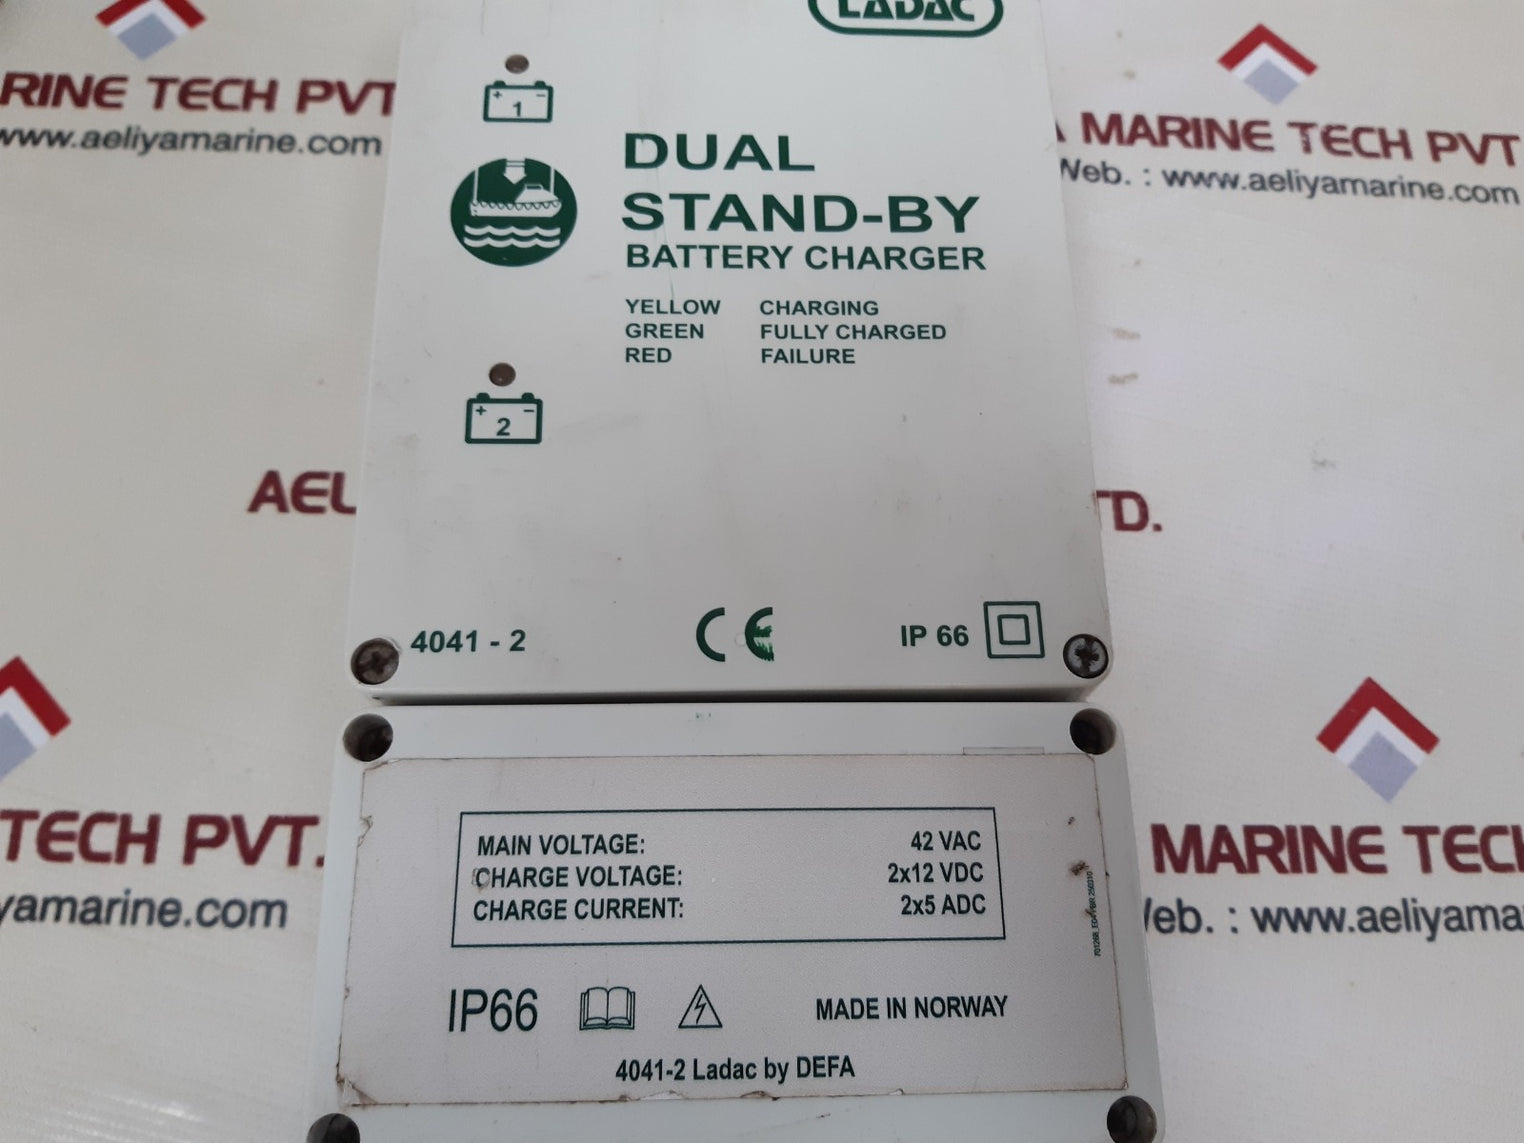 LADAC
1
DUAL
STAND-BY
BATTERY CHARGER
YELLOW CHARGING
GREEN FULLY CHARGED
RED FAILURE
2
4041 - 2 CE IP 66
MAIN VOLTAGE: 42 VAC
CHARGE VOLTAGE: 2x12 VDC
CHARGE CURRENT: 2x5 ADC
IP66 MADE IN NORWAY
4041-2 Ladac by DEFA
RINE TECH PVT
www.aeliyamarine.com
A MARINE TECH PVT
Web. : www.aeliyamarine.com
AEL
TD.
TECH PVT.
yamarine.com
MARINE TECH
eb. : www.aeliyama